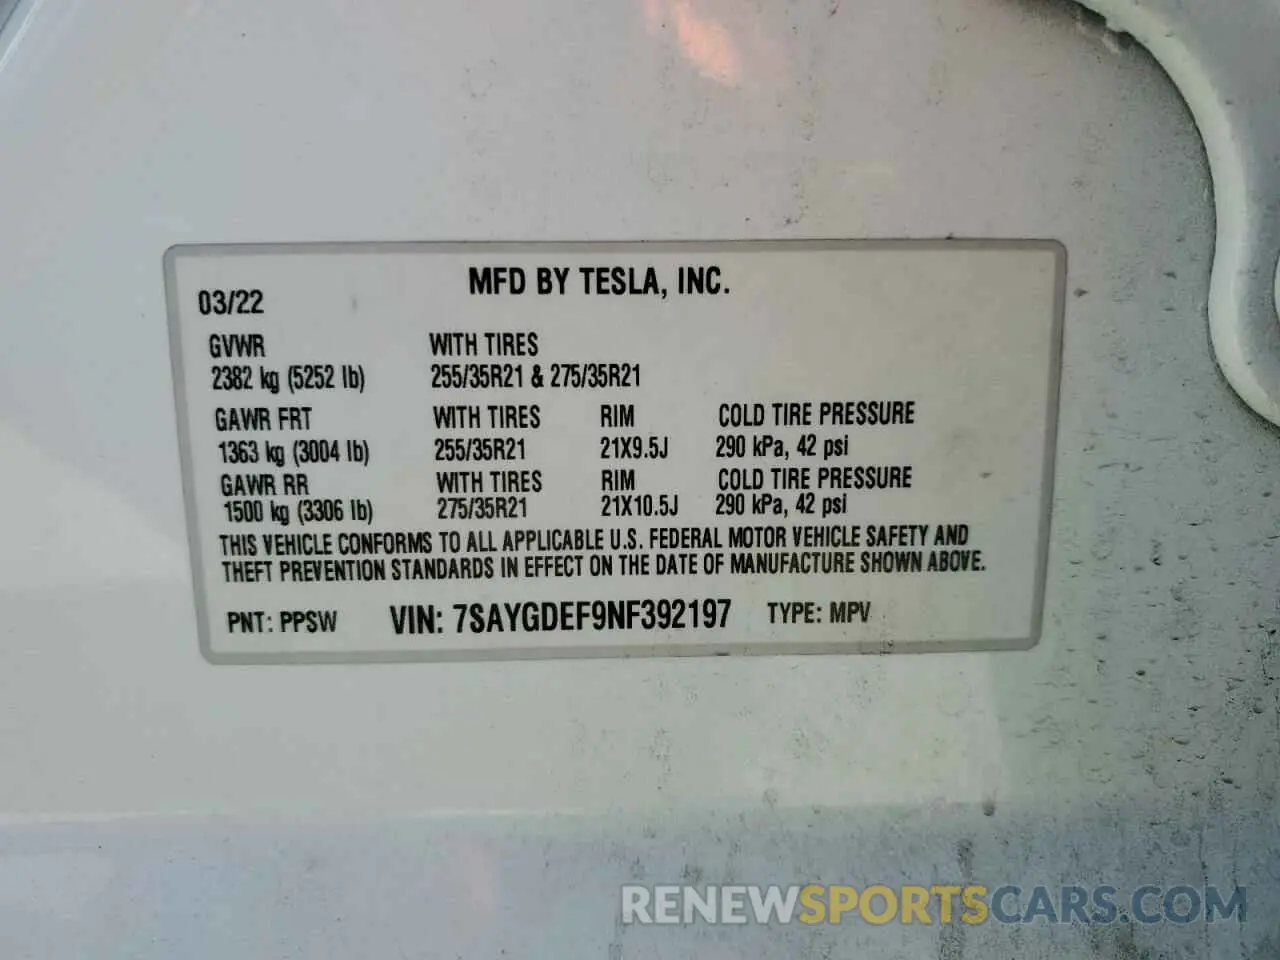 MFD BY TESLA, INC.
03/22
GVWR WITH TIRES
2382 kg (5252 lb) 255/35R21 & 275/35R21
GAWR FRT WITH TIRES RIM COLD TIRE PRESSURE
1363 kg (3004 lb) 255/35R21 21X9.5J 290 kPa, 42 psi
GAWR RR WITH TIRES RIM COLD TIRE PRESSURE
1500 kg (3306 lb) 275/35R21 21X10.5J 290 kPa, 42 psi
THIS VEHICLE CONFORMS TO ALL APPLICABLE U.S. FEDERAL MOTOR VEHICLE SAFETY AND
THEFT PREVENTION STANDARDS IN EFFECT ON THE DATE OF MANUFACTURE SHOWN ABOVE.
PNT: PPSW VIN: 7SAYGDEF9NF392197 TYPE: MPV
RENEWSPORTSCARS.COM